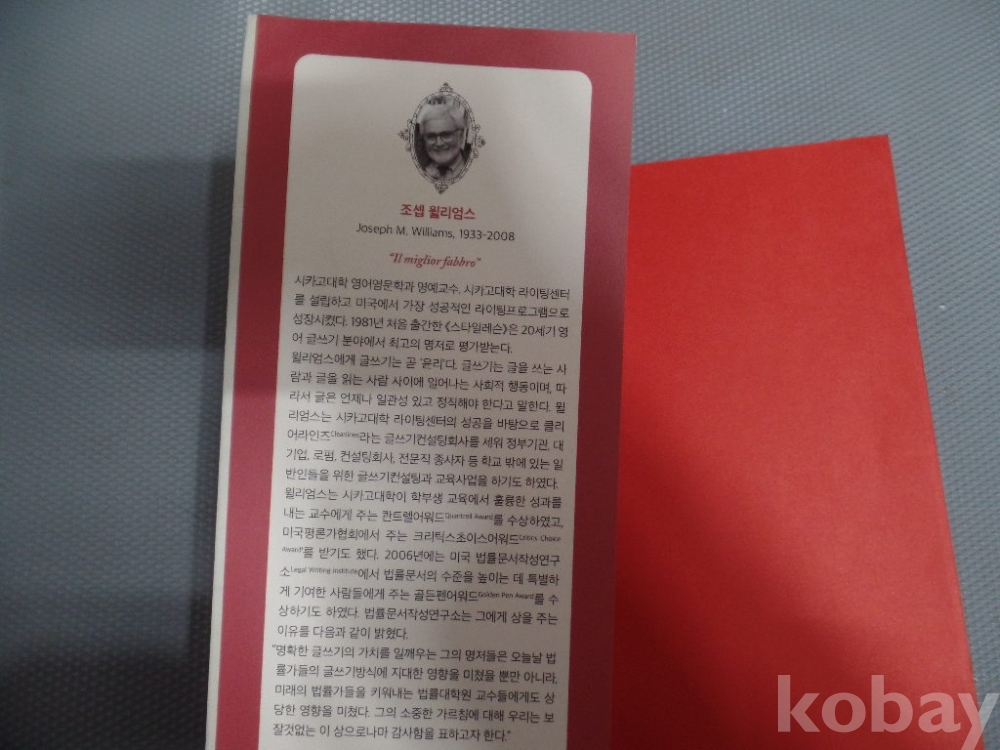 조셉 윌리엄스
Joseph M. Williams, 1933-2008
"Il miglior fabbro"
시카고대학 영어영문학과 명예교수. 시카고대학 라이팅센터
를 설립하고 미국에서 가장 성공적인 라이팅프로그램으로
성장시켰다. 1981년 처음 출간한 《스타일레슨》은 20세기 영
어 글쓰기 분야에서 최고의 명저로 평가받는다.
윌리엄스에게 글쓰기는 곧 '윤리'다. 글쓰기는 글을 쓰는 사
람과 글을 읽는 사람 사이에 일어나는 사회적 행동이며, 따
라서 글은 언제나 일관성 있고 정직해야 한다고 말한다. 윌
리엄스는 시카고대학 라이팅센터의 성공을 바탕으로 클리
어라인즈Clearlines라는 글쓰기컨설팅회사를 세워 정부기관, 대
기업, 로펌, 컨설팅회사, 전문직 종사자 등 학교 밖에 있는 일
반인들을 위한 글쓰기컨설팅과 교육사업을 하기도 하였다.
윌리엄스는 시카고대학이 학부생 교육에서 훌륭한 성과를
내는 교수에게 주는 콴트렐어워드Quantrell Award를 수상하였고,
미국평론가협회에서 주는 크리틱스초이스어워드Critics Choice
Award를 받기도 했다. 2006년에는 미국 법률문서작성연구
소Legal Writing Institute에서 법률문서의 수준을 높이는 데 특별하
게 기여한 사람들에게 주는 골든펜어워드Golden Pen Award를 수
상하기도 하였다. 법률문서작성연구소는 그에게 상을 주는
이유를 다음과 같이 밝혔다.
"명확한 글쓰기의 가치를 일깨우는 그의 명저들은 오늘날 법
률가들의 글쓰기방식에 지대한 영향을 미쳤을 뿐만 아니라,
미래의 법률가들을 키워내는 법률대학원 교수들에게도 상
당한 영향을 미쳤다. 그의 소중한 가르침에 대해 우리는 보
잘것없는 이 상으로나마 감사함을 표하고자 한다."
kobay